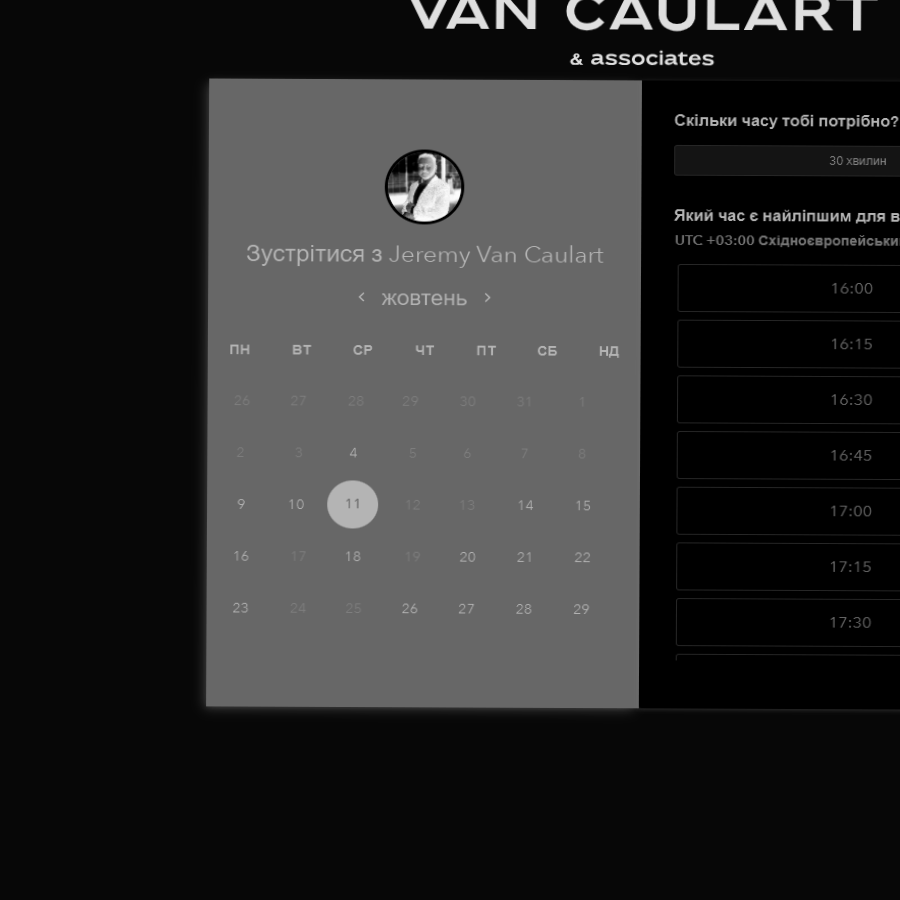 VAN CAULART
& associates
Зустрітися з Jeremy Van Caulart
жовтень
ПН ВТ СР ЧТ ПТ СБ НД
26 27 28 29 30 31 1
2 3 4 5 6 7 8
9 10 11 12 13 14 15
16 17 18 19 20 21 22
23 24 25 26 27 28 29
Скільки часу тобі потрібно?
30 хвилин
Який час є найліпшим для в
UTC +03:00 Східноєвропейськи
16:00
16:15
16:30
16:45
17:00
17:15
17:30